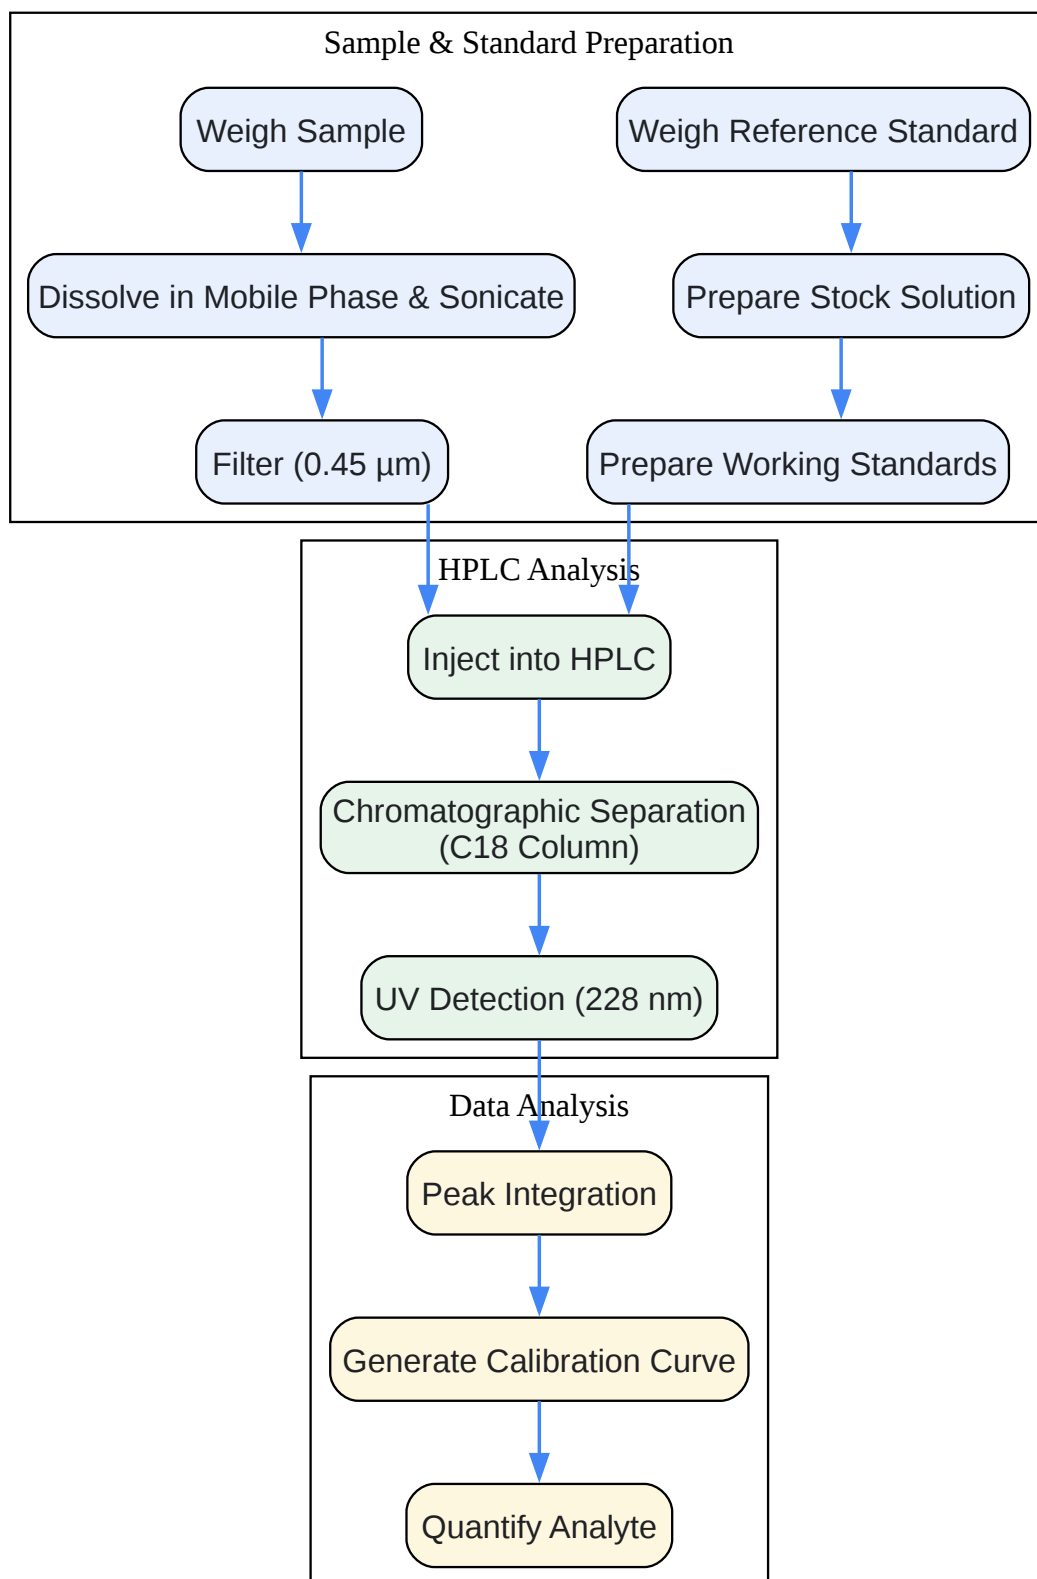 Sample & Standard Preparation
Weigh Sample
Weigh Reference Standard
Dissolve in Mobile Phase & Sonicate
Prepare Stock Solution
Filter (0.45 µm)
Prepare Working Standards
HPLC Analysis
Inject into HPLC
Chromatographic Separation
(C18 Column)
UV Detection (228 nm)
Data Analysis
Peak Integration
Generate Calibration Curve
Quantify Analyte